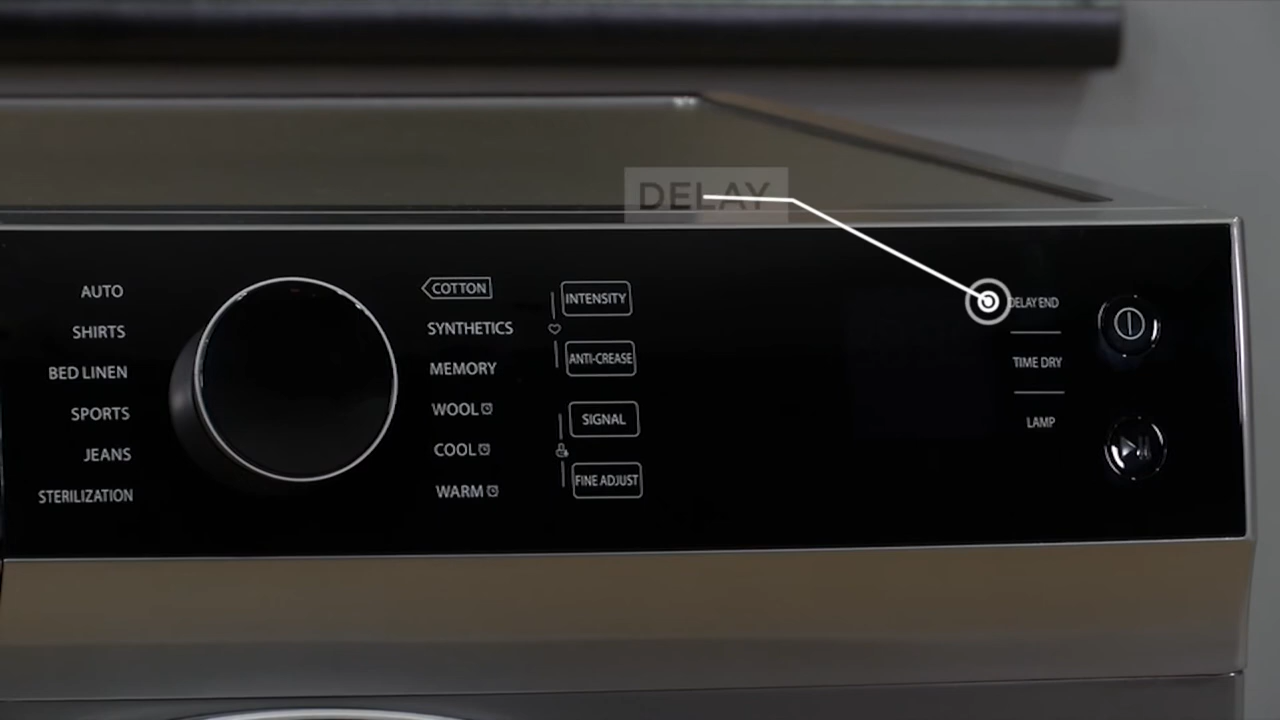 DELAY
AUTO
SHIRTS
BED LINEN
SPORTS
JEANS
STERILIZATION
COTTON
SYNTHETICS
MEMORY
WOOL
COOL
WARM
INTENSITY
ANTI-CREASE
SIGNAL
FINE ADJUST
DELAY END
TIME DRY
LAMP